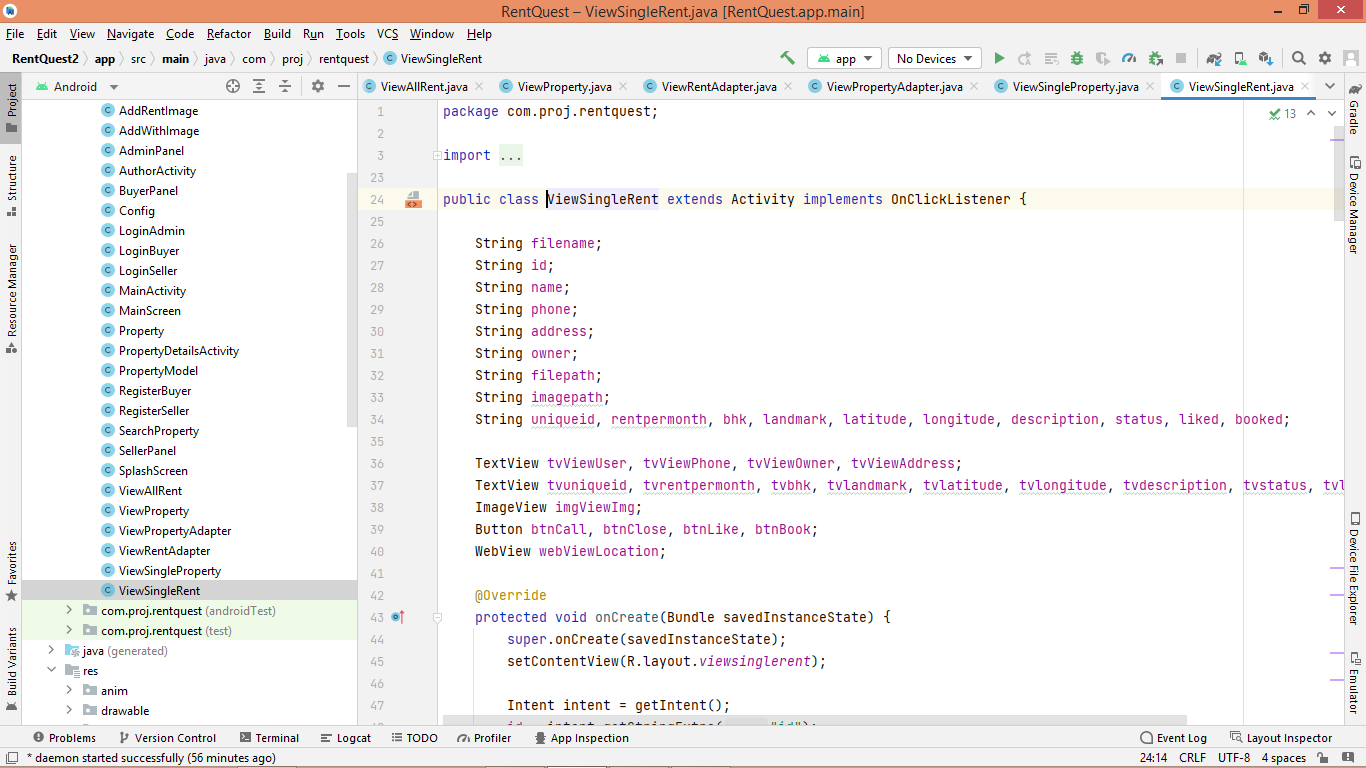 RentQuest – ViewSingleRent.java [RentQuest.app.main]
File Edit View Navigate Code Refactor Build Run Tools VCS Window Help
RentQuest2 app src main java com proj rentquest ViewSingleRent app No Devices
Project
Structure
Resource Manager
Favorites
Build Variants
Android
AddRentImage
AddWithImage
AdminPanel
AuthorActivity
BuyerPanel
Config
LoginAdmin
LoginBuyer
LoginSeller
MainActivity
MainScreen
Property
PropertyDetailsActivity
PropertyModel
RegisterBuyer
RegisterSeller
SearchProperty
SellerPanel
SplashScreen
ViewAllRent
ViewProperty
ViewPropertyAdapter
ViewRentAdapter
ViewSingleProperty
ViewSingleRent
com.proj.rentquest (androidTest)
com.proj.rentquest (test)
java (generated)
res
anim
drawable
ViewAllRent.java ViewProperty.java ViewRentAdapter.java ViewPropertyAdapter.java ViewSingleProperty.java ViewSingleRent.java
13
1 package com.proj.rentquest;
2
3 import ...
23
24 public class ViewSingleRent extends Activity implements OnClickListener {
25
26 String filename;
27 String id;
28 String name;
29 String phone;
30 String address;
31 String owner;
32 String filepath;
33 String imagepath;
34 String uniqueid, rentpermonth, bhk, landmark, latitude, longitude, description, status, liked, booked;
35
36 TextView tvViewUser, tvViewPhone, tvViewOwner, tvViewAddress;
37 TextView tvuniqueid, tvrentpermonth, tvbhk, tvlandmark, tvlatitude, tvlongitude, tvdescription, tvstatus, tvl
38 ImageView imgViewImg;
39 Button btnCall, btnClose, btnLike, btnBook;
40 WebView webViewLocation;
41
42 @Override
43 protected void onCreate(Bundle savedInstanceState) {
44 super.onCreate(savedInstanceState);
45 setContentView(R.layout.viewsinglerent);
46
47 Intent intent = getIntent();
Gradle
Device Manager
Device File Explorer
Emulator
Problems Version Control Terminal Logcat TODO Profiler App Inspection Event Log Layout Inspector
* daemon started successfully (56 minutes ago) 24:14 CRLF UTF-8 4 spaces